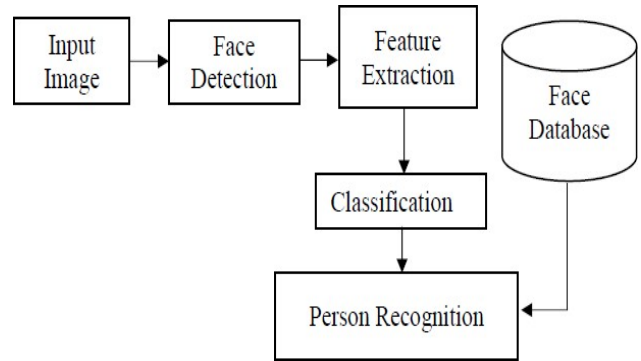 Input
Image
Face
Detection
Feature
Extraction
Face
Database
Classification
Person Recognition